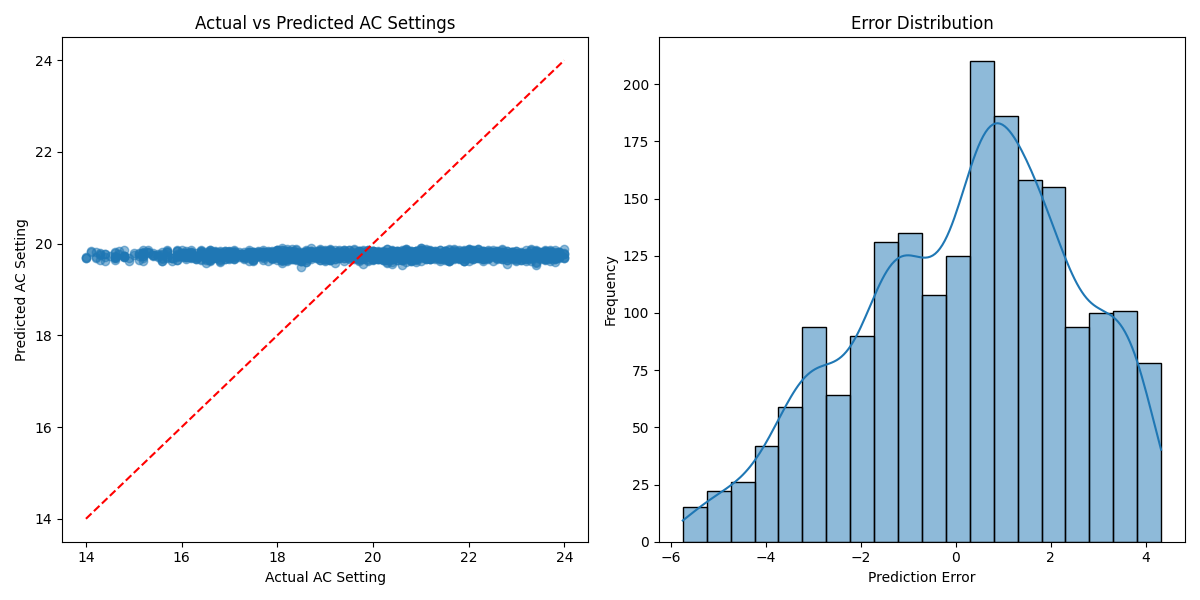 Actual vs Predicted AC Settings
24
22
20
18
16
14
Predicted AC Setting
14 16 18 20 22 24
Actual AC Setting
Error Distribution
200
175
150
125
100
75
50
25
0
Frequency
−6 −4 −2 0 2 4
Prediction Error